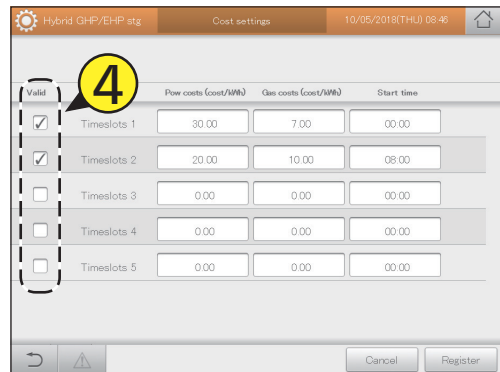 Hybrid GHP/EHP stg Cost settings 10/05/2018(THU) 08:46
4
Valid Pow costs (cost/kWh) Gas costs (cost/kWh) Start time
Timeslots 1 30.00 7.00 00:00
Timeslots 2 20.00 10.00 08:00
Timeslots 3 0.00 0.00 00:00
Timeslots 4 0.00 0.00 00:00
Timeslots 5 0.00 0.00 00:00
Cancel Register